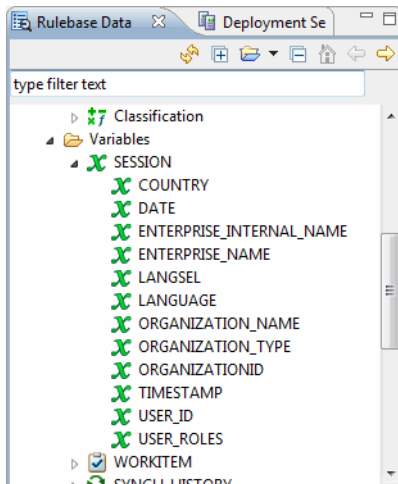 Rulebase Data Deployment Se
type filter text
Classification
Variables
SESSION
COUNTRY
DATE
ENTERPRISE_INTERNAL_NAME
ENTERPRISE_NAME
LANGSEL
LANGUAGE
ORGANIZATION_NAME
ORGANIZATION_TYPE
ORGANIZATIONID
TIMESTAMP
USER_ID
USER_ROLES
WORKITEM
SYNCH_HISTORY